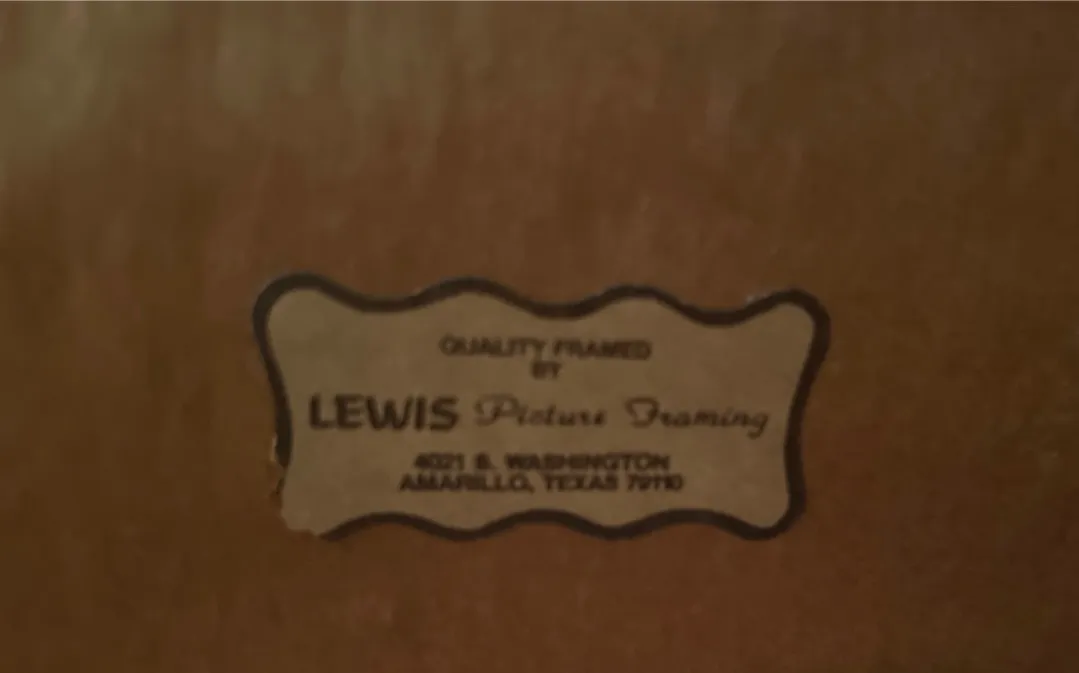 QUALITY FRAMED
BY
LEWIS Picture Framing
4021 S. WASHINGTON
AMARILLO, TEXAS 79110